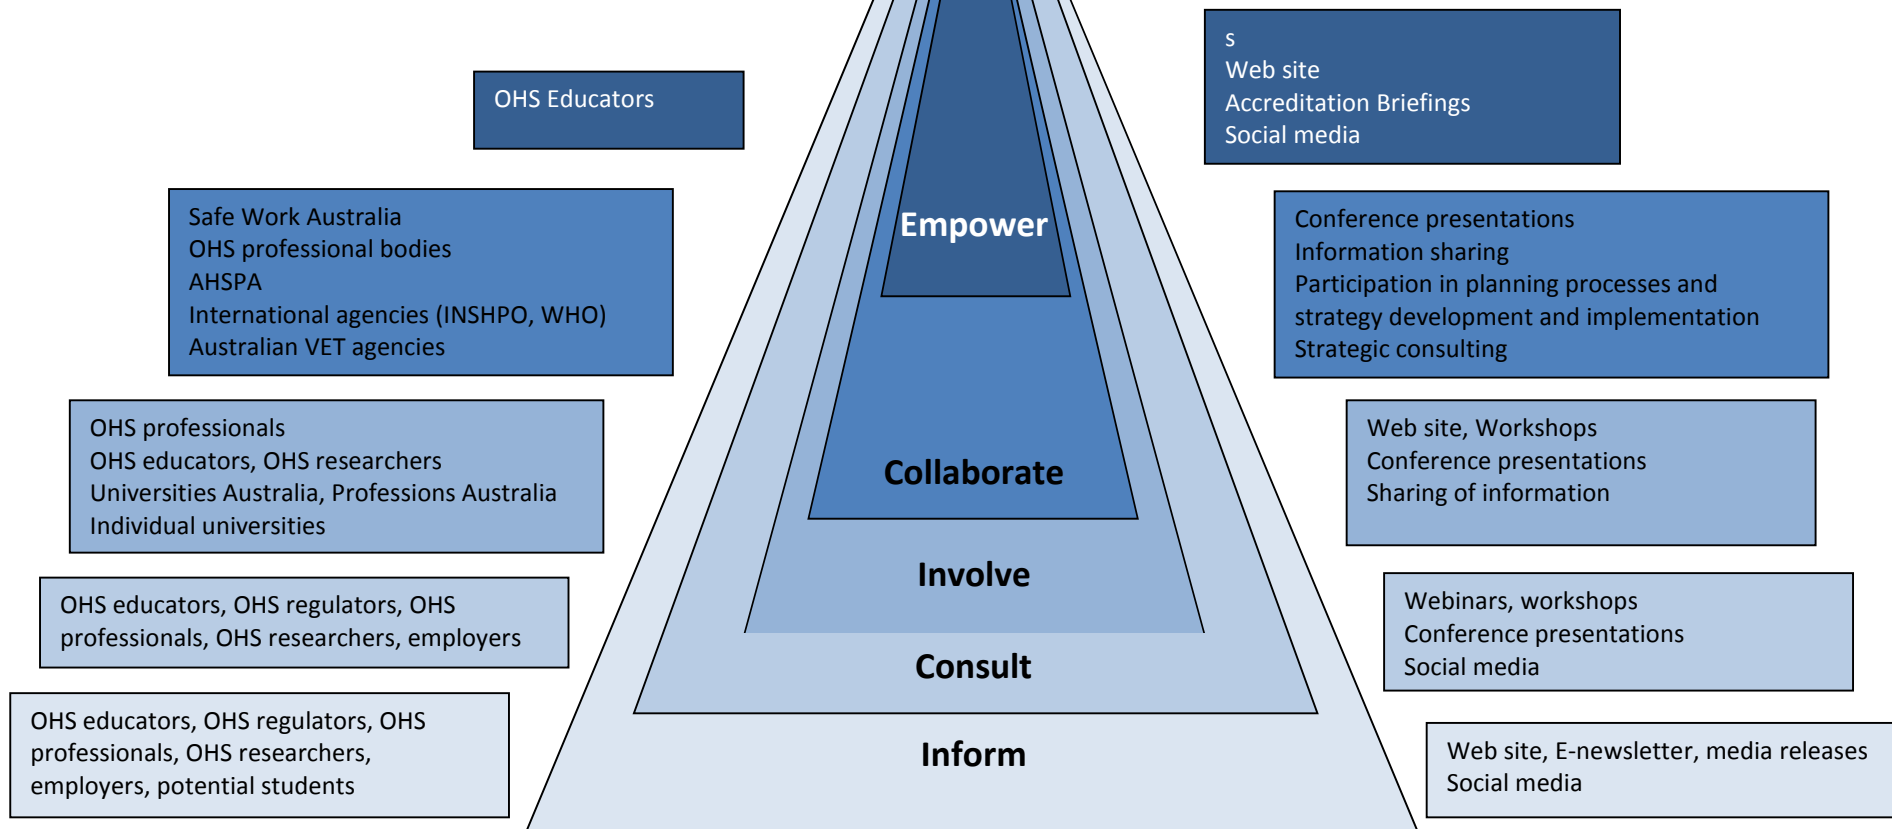 OHS Educators
s
Web site
Accreditation Briefings
Social media
Empower
Safe Work Australia
OHS professional bodies
AHSPA
International agencies (INSHPO, WHO)
Australian VET agencies
Conference presentations
Information sharing
Participation in planning processes and
strategy development and implementation
Strategic consulting
Collaborate
OHS professionals
OHS educators, OHS researchers
Universities Australia, Professions Australia
Individual universities
Web site, Workshops
Conference presentations
Sharing of information
Involve
OHS educators, OHS regulators, OHS
professionals, OHS researchers, employers
Webinars, workshops
Conference presentations
Social media
Consult
OHS educators, OHS regulators, OHS
professionals, OHS researchers,
employers, potential students
Inform
Web site, E-newsletter, media releases
Social media